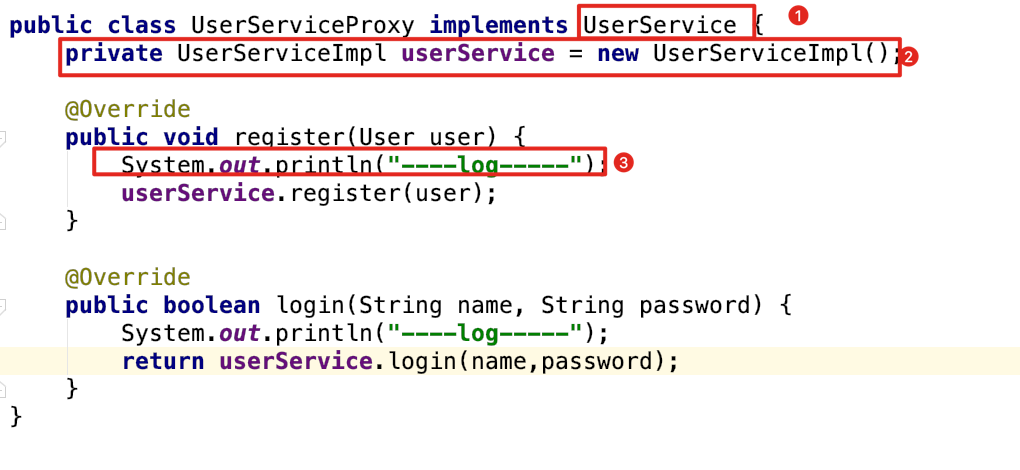 public class UserServiceProxy implements UserService { 1
    private UserServiceImpl userService = new UserServiceImpl(); 2
    @Override
    public void register(User user) {
        System.out.println("----log-----"); 3
        userService.register(user);
    }
    @Override
    public boolean login(String name, String password) {
        System.out.println("----log-----");
        return userService.login(name,password);
    }
}